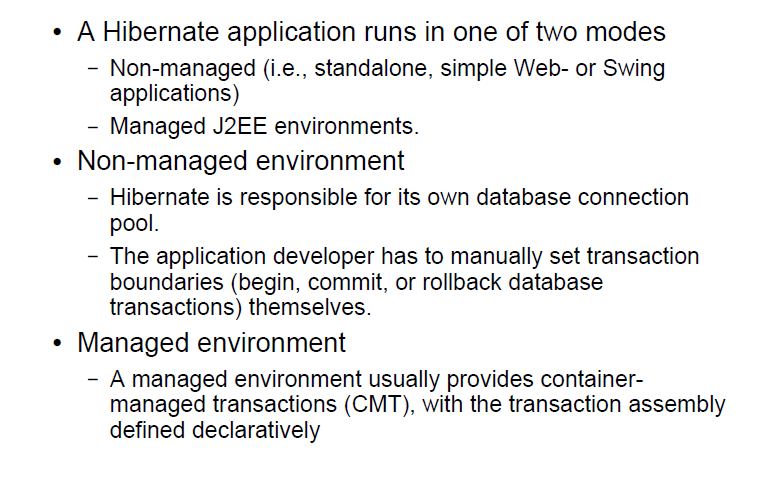 • A Hibernate application runs in one of two modes
– Non-managed (i.e., standalone, simple Web- or Swing
applications)
– Managed J2EE environments.
• Non-managed environment
– Hibernate is responsible for its own database connection
pool.
– The application developer has to manually set transaction
boundaries (begin, commit, or rollback database
transactions) themselves.
• Managed environment
– A managed environment usually provides container-
managed transactions (CMT), with the transaction assembly
defined declaratively